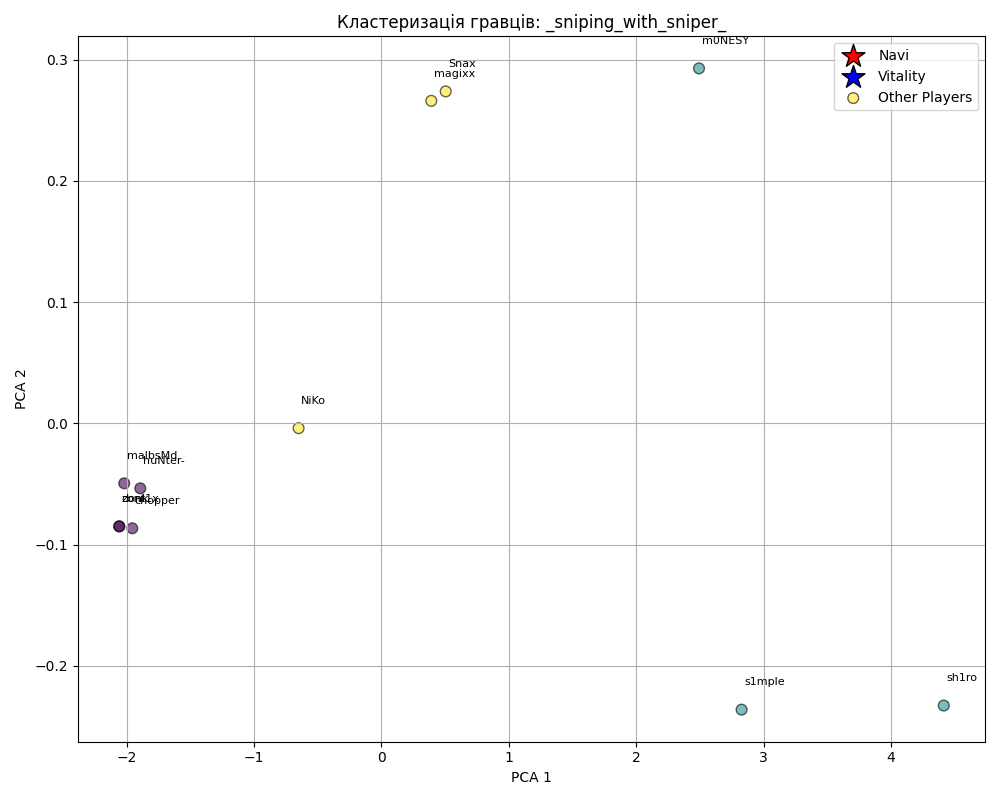 Кластеризація гравців: _sniping_with_sniper_
m0NESY
Navi
Vitality
Other Players
Snax
magixx
NiKo
malbsMd
huNter-
chopper
s1mple
sh1ro
0.3
0.2
0.1
0.0
−0.1
−0.2
PCA 2
−2
−1
0
1
2
3
4
PCA 1